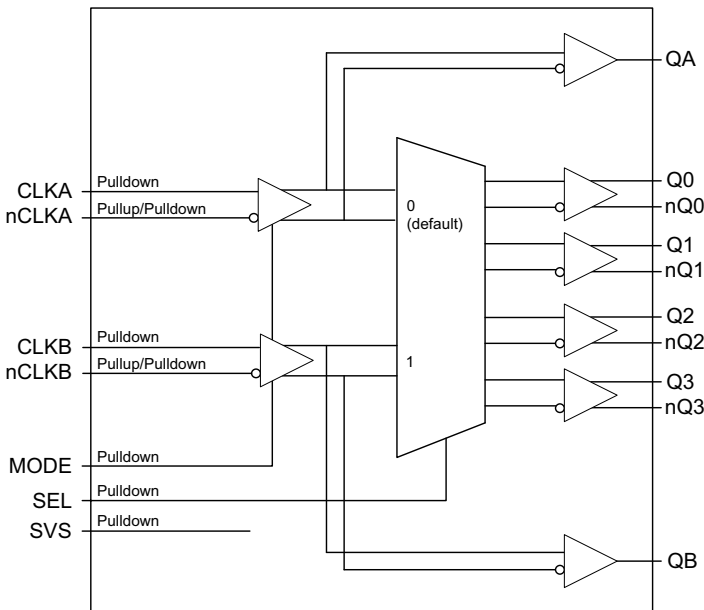 QA
CLKA Pulldown
nCLKA Pullup/Pulldown
0
(default)
Q0
nQ0
Q1
nQ1
CLKB Pulldown
nCLKB Pullup/Pulldown
1
Q2
nQ2
Q3
nQ3
MODE Pulldown
SEL Pulldown
SVS Pulldown
QB